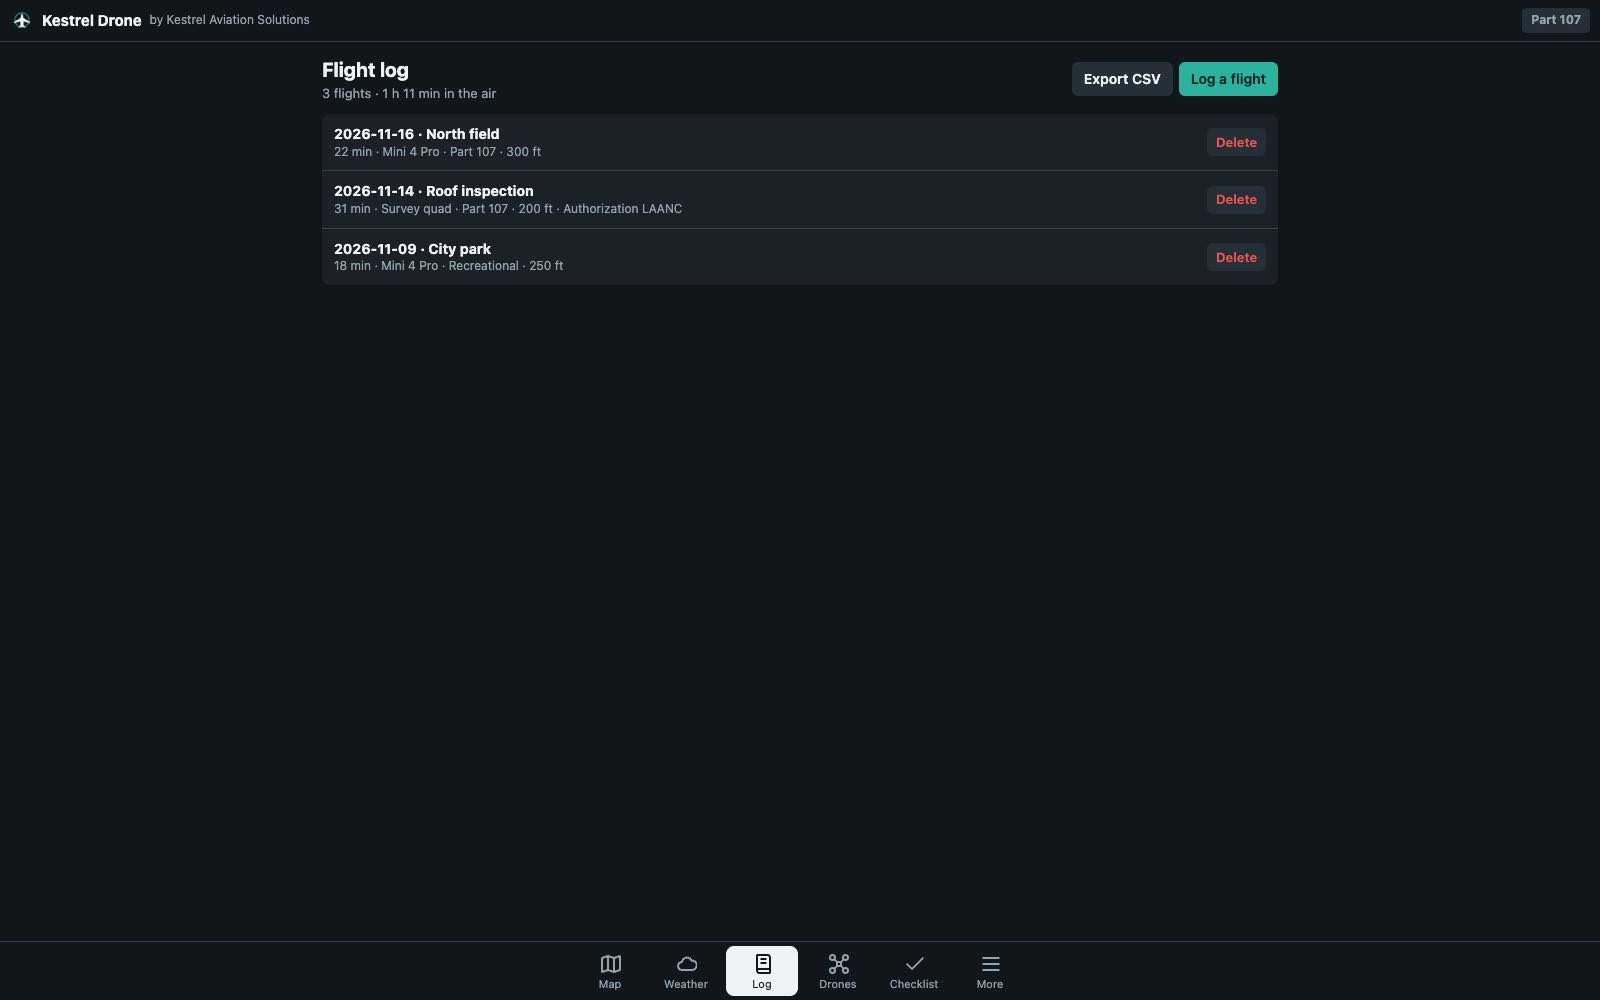 Kestrel Drone by Kestrel Aviation Solutions
Part 107
Flight log
3 flights · 1 h 11 min in the air
Export CSV
Log a flight
2026-11-16 · North field
22 min · Mini 4 Pro · Part 107 · 300 ft
Delete
2026-11-14 · Roof inspection
31 min · Survey quad · Part 107 · 200 ft · Authorization LAANC
Delete
2026-11-09 · City park
18 min · Mini 4 Pro · Recreational · 250 ft
Delete
Map
Weather
Log
Drones
Checklist
More